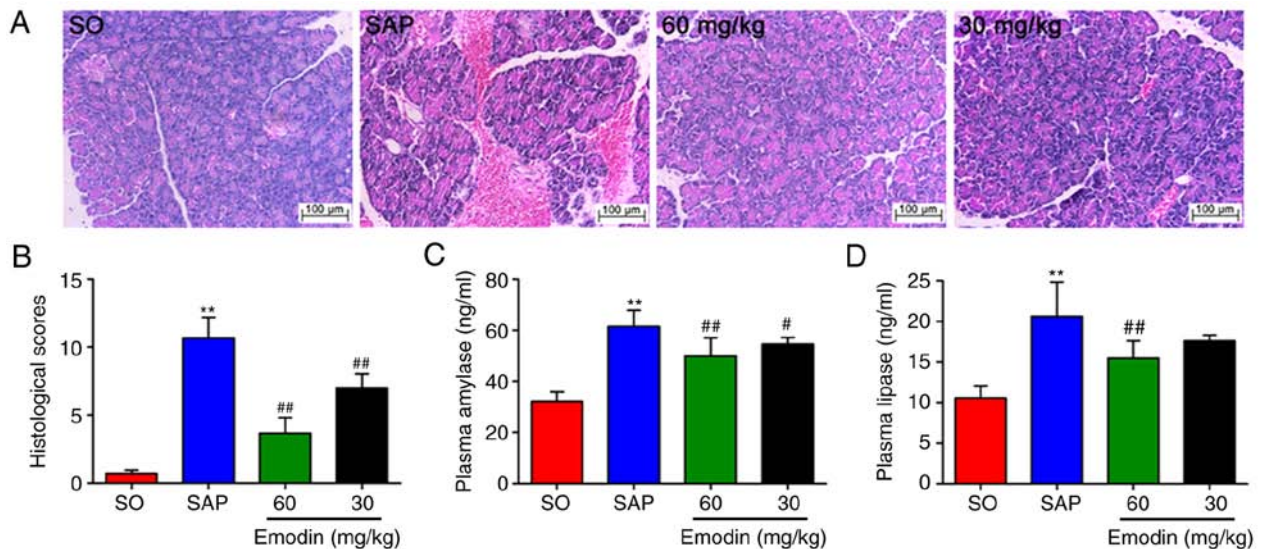 A
SO
SAP
60 mg/kg
30 mg/kg
100 µm
100 µm
100 µm
100 µm
B
Histological scores
15
10
5
0
**
##
##
SO
SAP
60
30
Emodin (mg/kg)
C
Plasma amylase (ng/ml)
80
60
40
20
0
**
##
#
SO
SAP
60
30
Emodin (mg/kg)
D
Plasma lipase (ng/ml)
25
20
15
10
5
0
**
##
SO
SAP
60
30
Emodin (mg/kg)